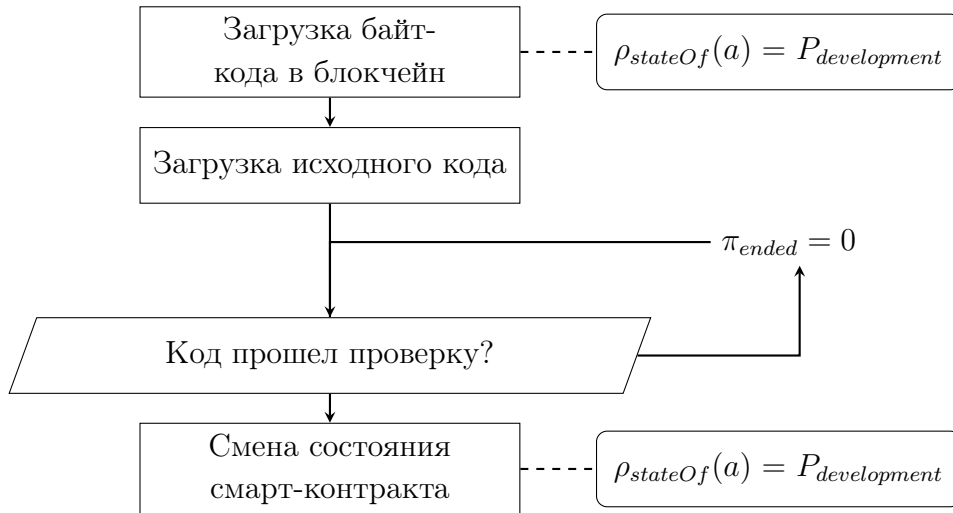 Загрузка байт-
кода в блокчейн
ρ_{stateOf}(a) = P_{development}
Загрузка исходного кода
π_{ended} = 0
Код прошел проверку?
Смена состояния
смарт-контракта
ρ_{stateOf}(a) = P_{development}